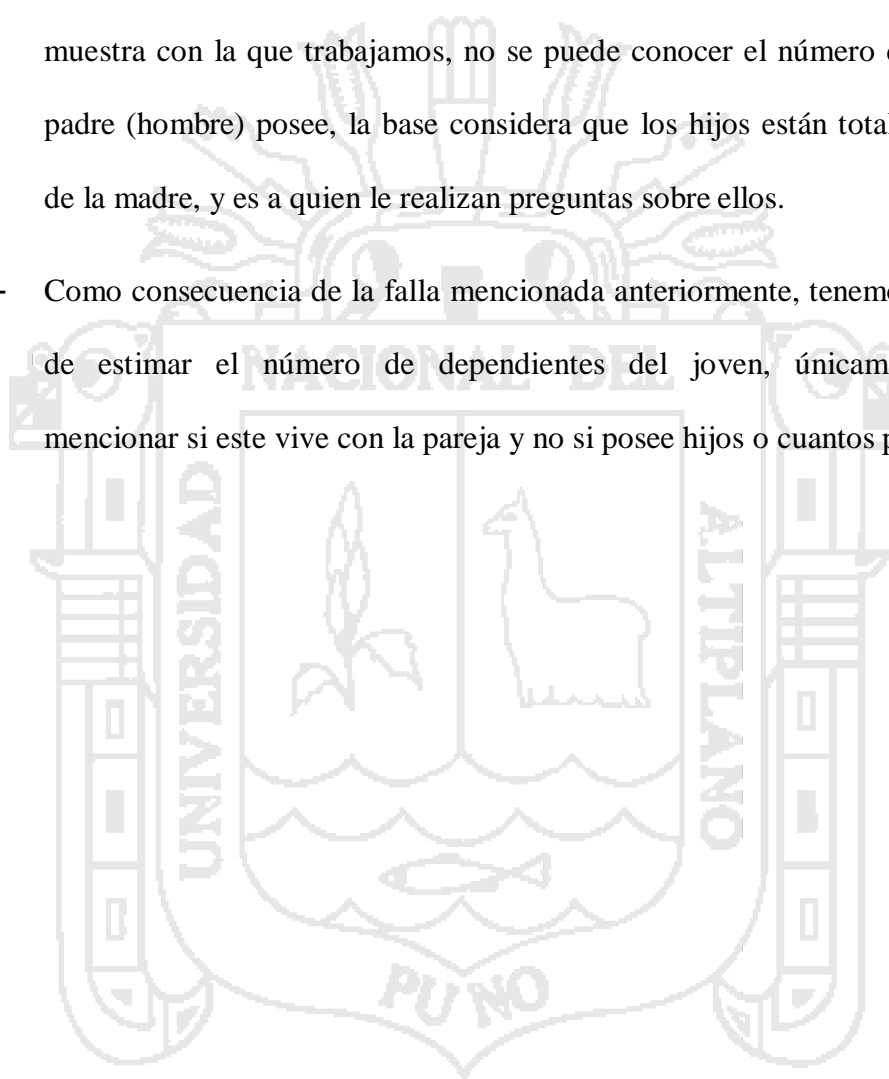 muestra con la que trabajamos, no se puede conocer el número
padre (hombre) posee, la base considera que los hijos están total
de la madre, y es a quien le realizan preguntas sobre ellos.
- Como consecuencia de la falla mencionada anteriormente, tenem
de estimar el número de dependientes del joven, únicam
mencionar si este vive con la pareja y no si posee hijos o cuantos p
NACIONAL DEL
UNIVERSIDAD
ALTIPLANO
PUNO